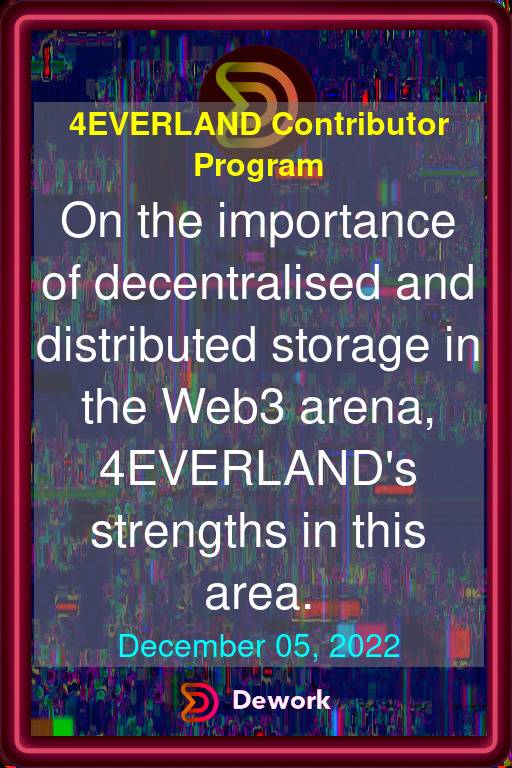 4EVERLAND Contributor
Program
On the importance
of decentralised and
distributed storage in
the Web3 arena,
4EVERLAND's
strengths in this
area.
December 05, 2022
Dework